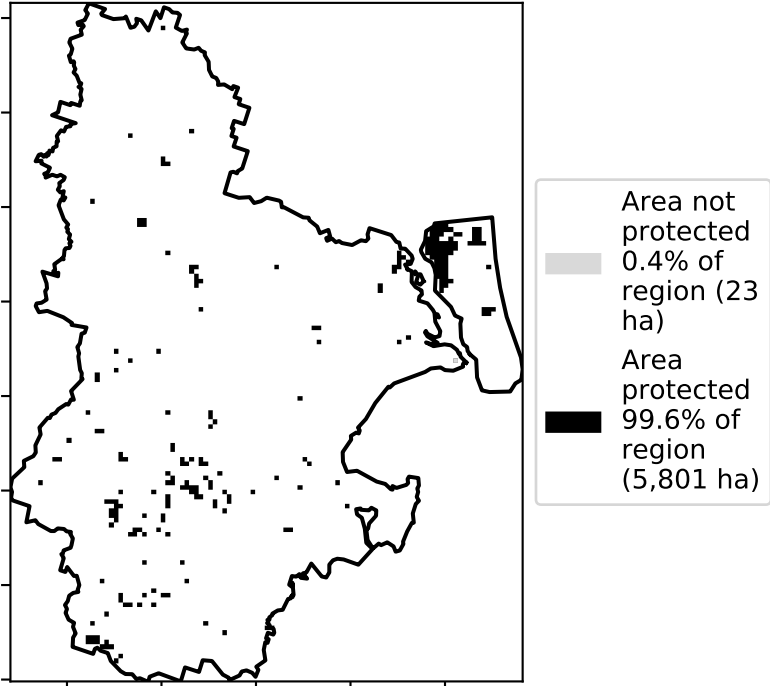 Area not
protected
0.4% of
region (23
ha)
Area
protected
99.6% of
region
(5,801 ha)